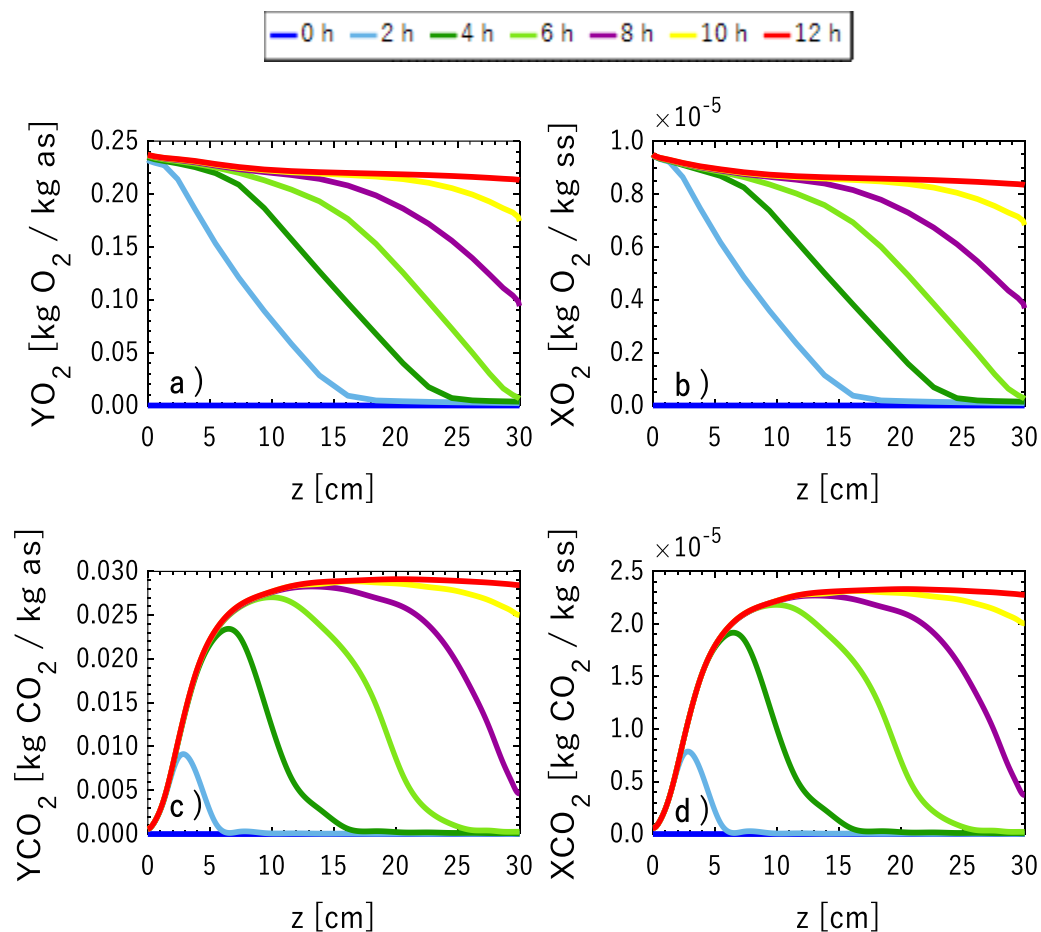 0 h 2 h 4 h 6 h 8 h 10 h 12 h
YO2 [kg O2 / kg as]
0.25
0.20
0.15
0.10
0.05
0.00
a )
0 5 10 15 20 25 30
z [cm]
×10-5
XO2 [kg O2 / kg ss]
1.0
0.8
0.6
0.4
0.2
0.0
b )
0 5 10 15 20 25 30
z [cm]
YCO2 [kg CO2 / kg as]
0.030
0.025
0.020
0.015
0.010
0.005
0.000
c )
0 5 10 15 20 25 30
z [cm]
×10-5
XCO2 [kg CO2 / kg ss]
2.5
2.0
1.5
1.0
0.5
0.0
d )
0 5 10 15 20 25 30
z [cm]